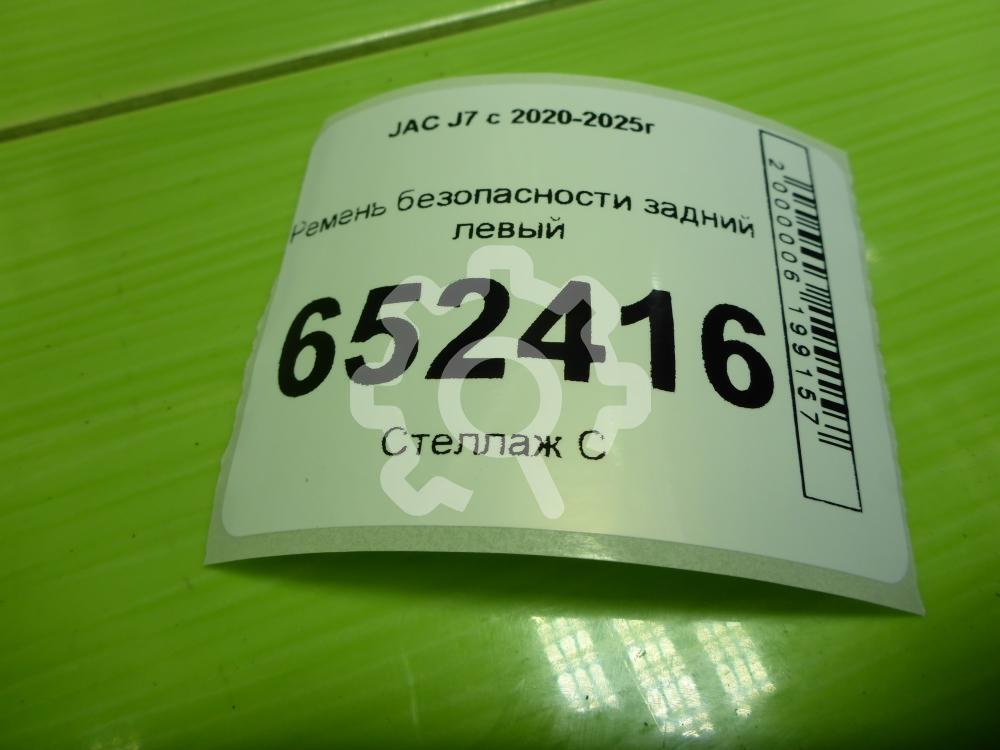 JAC J7 с 2020-2025г
Ремень безопасности задний
левый
652416
Стеллаж С
2000006199157